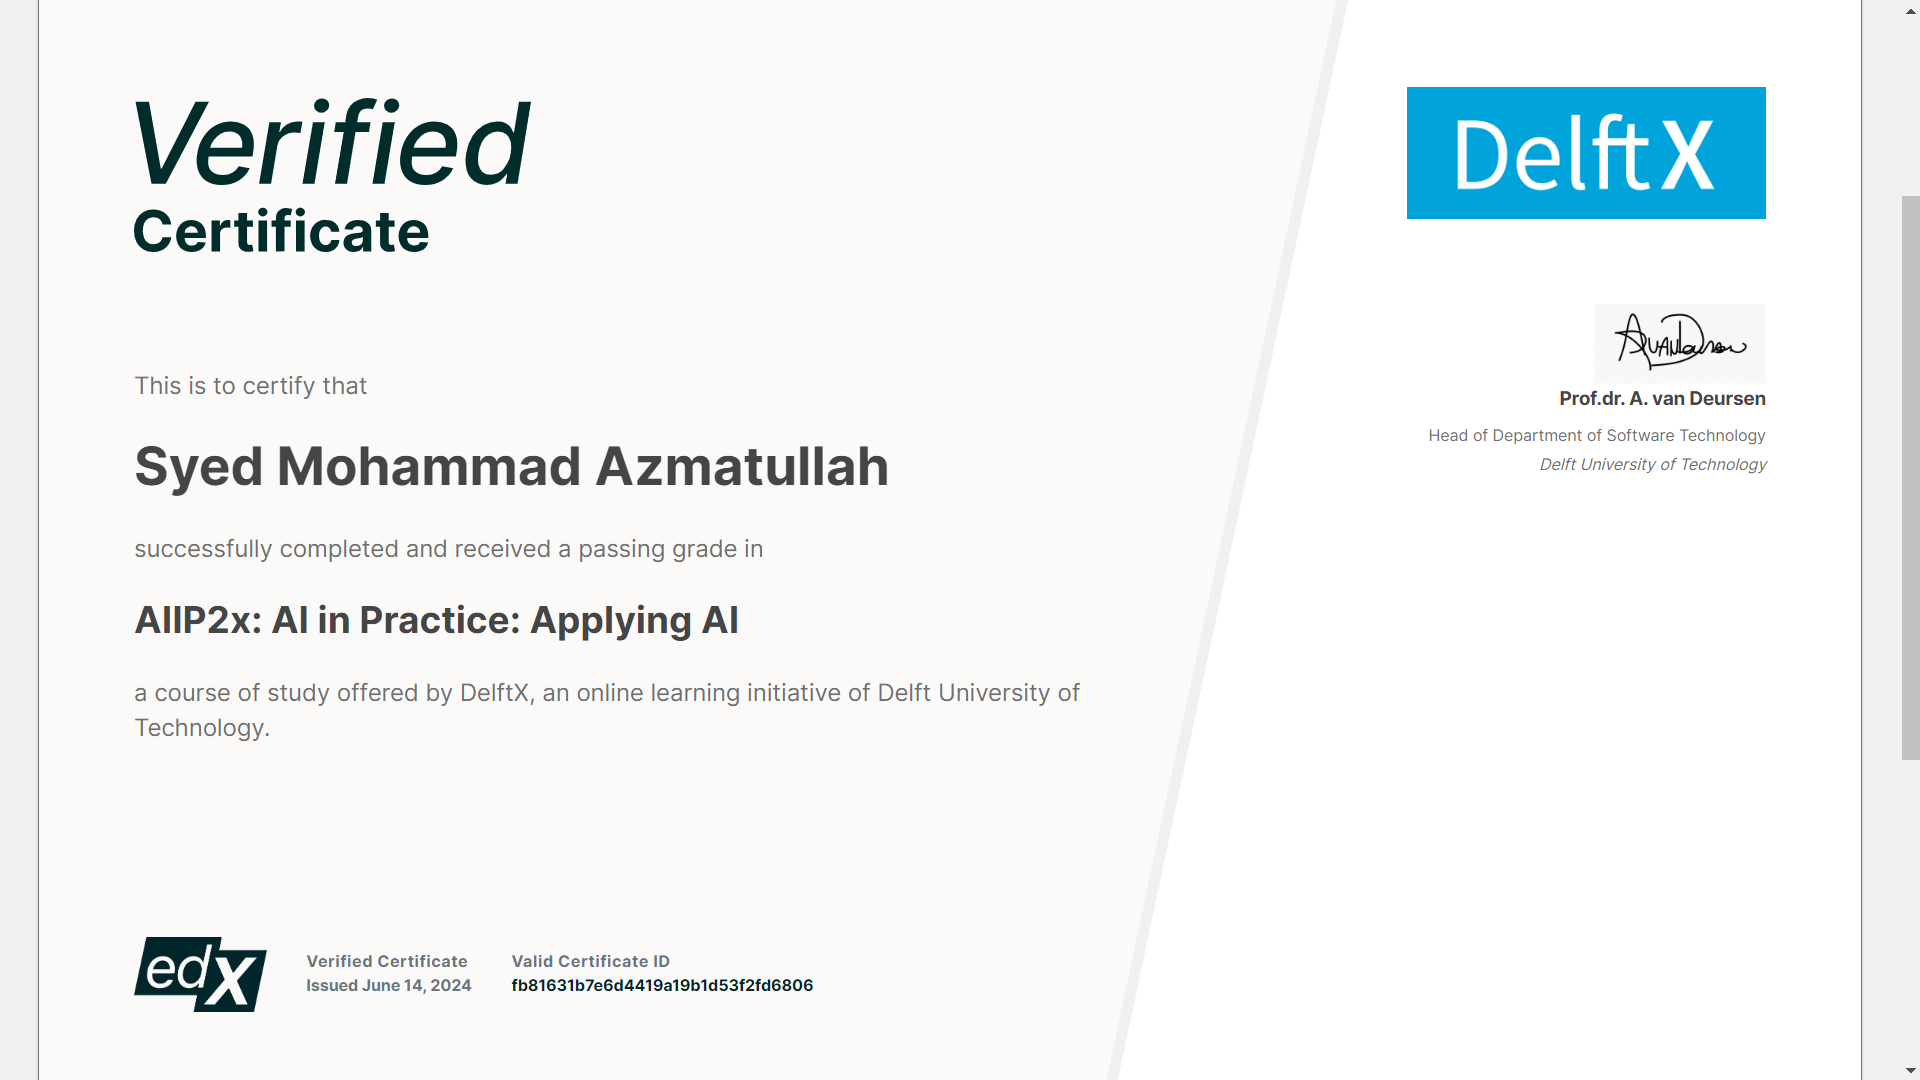 Verified
Certificate
DelftX
A van Deursen
Prof.dr. A. van Deursen
Head of Department of Software Technology
Delft University of Technology
This is to certify that
Syed Mohammad Azmatullah
successfully completed and received a passing grade in
AIIP2x: AI in Practice: Applying AI
a course of study offered by DelftX, an online learning initiative of Delft University of
Technology.
edX
Verified Certificate
Issued June 14, 2024
Valid Certificate ID
fb81631b7e6d4419a19b1d53f2fd6806